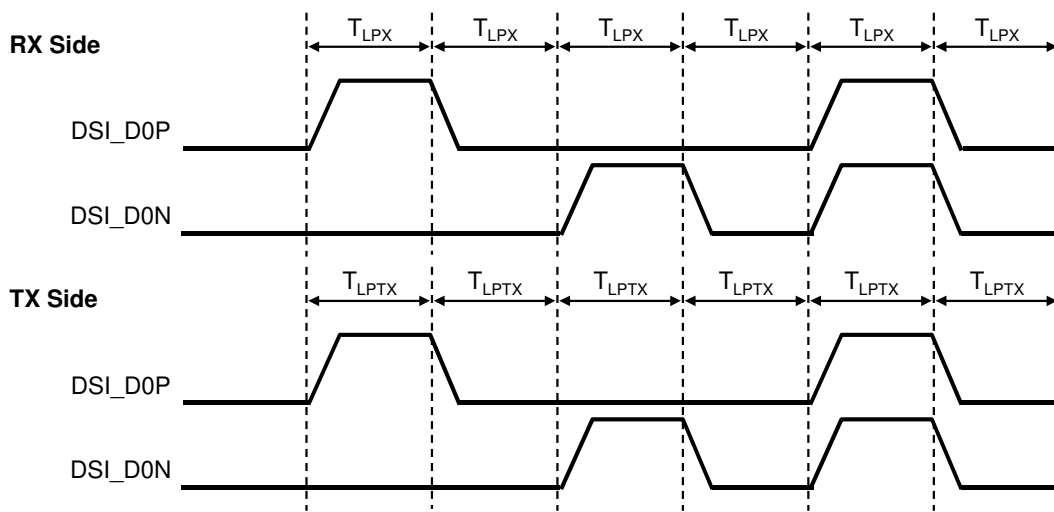 T_LPX T_LPX T_LPX T_LPX T_LPX T_LPX
RX Side
DSI_D0P
DSI_D0N
T_LPTX T_LPTX T_LPTX T_LPTX T_LPTX T_LPTX
TX Side
DSI_D0P
DSI_D0N